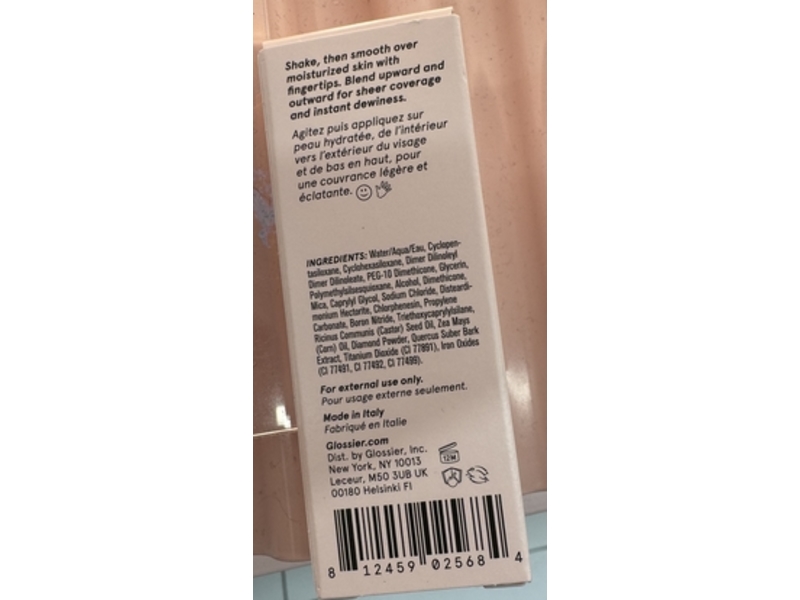 Shake, then smooth over
moisturized skin with
fingertips. Blend upward and
outward for sheer coverage
and instant dewiness.
Agitez puis appliquez sur
peau hydratée, de l'intérieur
vers l'extérieur du visage
et de bas en haut, pour
une couvrance légère et
éclatante.
INGREDIENTS: Water/Aqua/Eau, Cyclopen-
tasiloxane, Cyclohexasiloxane, Dimer Dilinoleyl
Dimer Dilinoleate, PEG-10 Dimethicone, Glycerin,
Polymethylsilsesquioxane, Alcohol, Dimethicone,
Mica, Caprylyl Glycol, Sodium Chloride, Disteardi-
monium Hectorite, Chlorphenesin, Propylene
Carbonate, Boron Nitride, Triethoxycaprylylsilane,
Ricinus Communis (Castor) Seed Oil, Zea Mays
(Corn) Oil, Diamond Powder, Quercus Suber Bark
Extract, Titanium Dioxide (CI 77891), Iron Oxides
(CI 77491, CI 77492, CI 77499).
For external use only.
Pour usage externe seulement.
Made in Italy
Fabriqué en Italie
Glossier.com
Dist. by Glossier, Inc.
New York, NY 10013
Leceur, M50 3UB UK
00180 Helsinki FI
12M
8 12459 02568 4